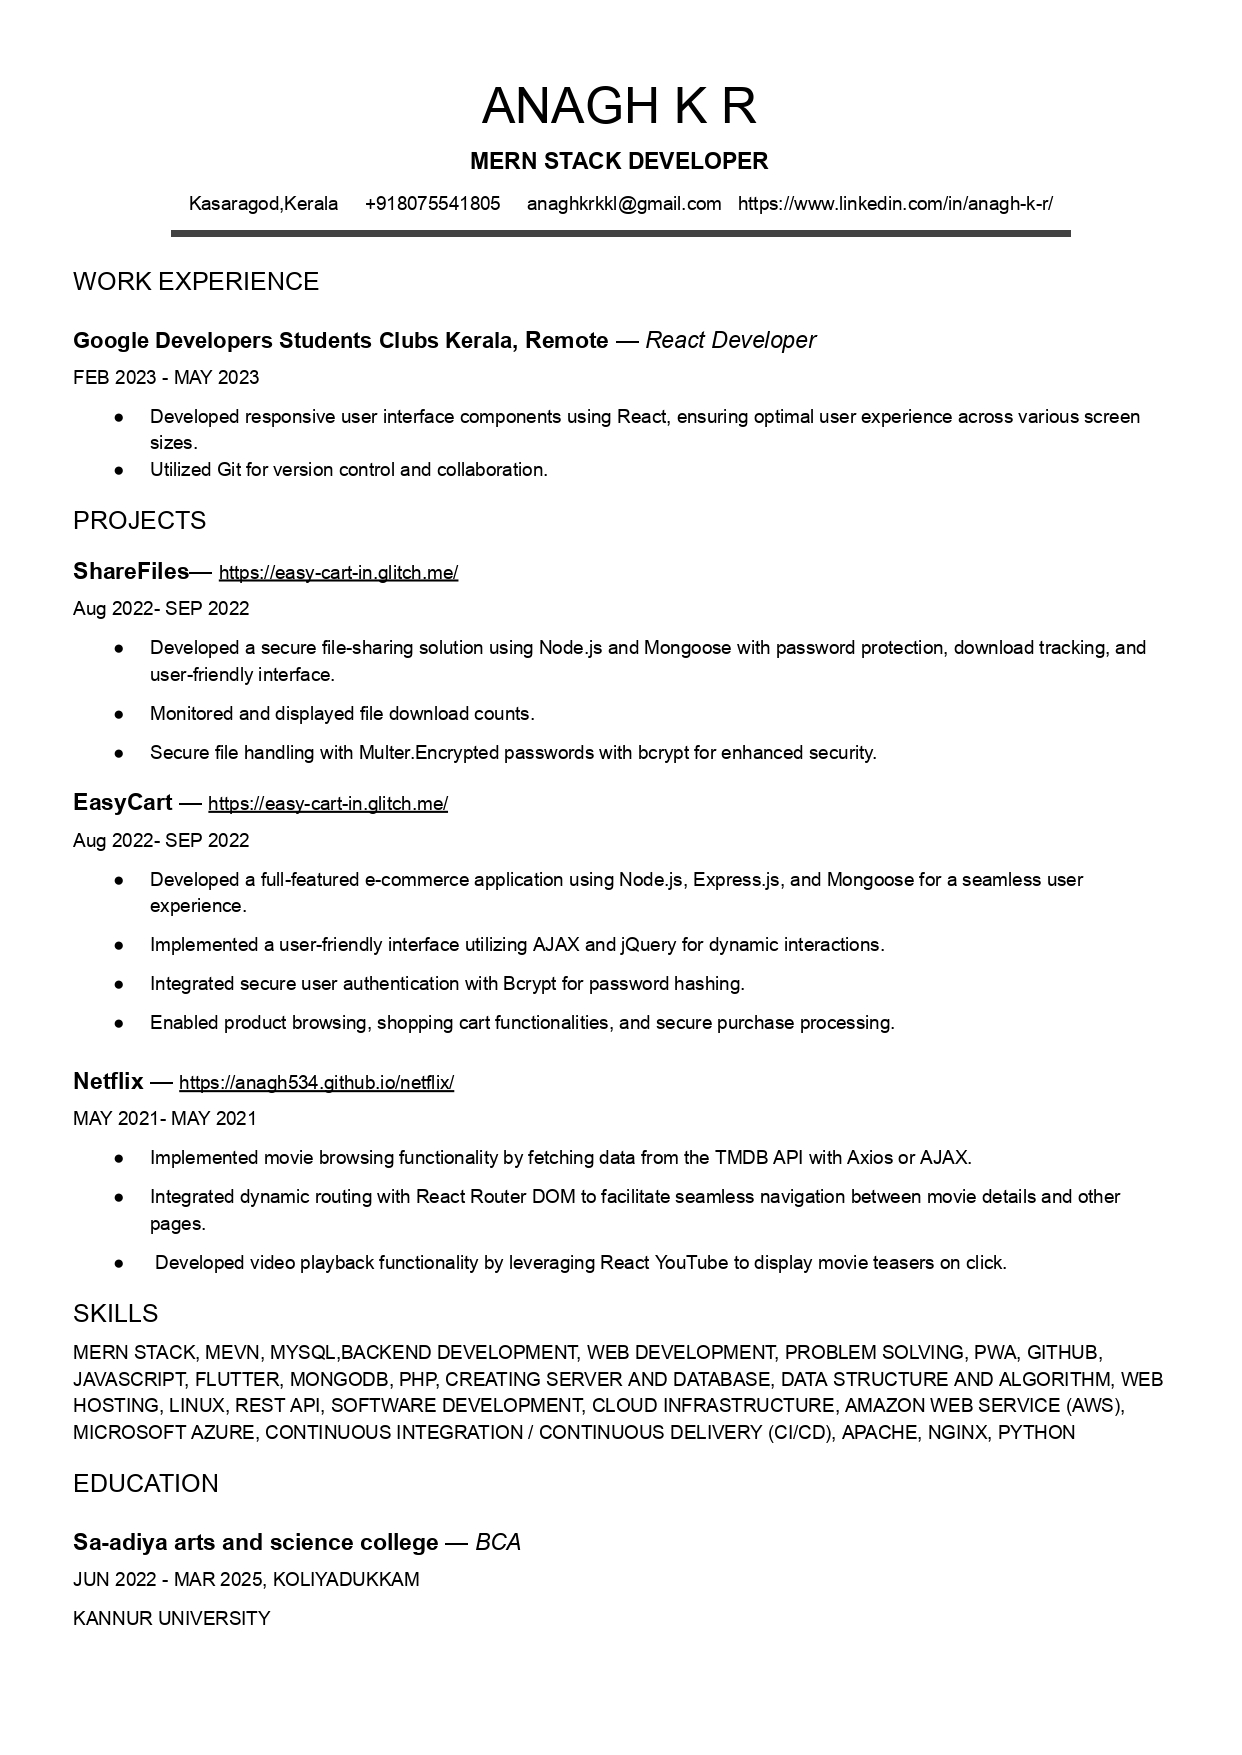 ANAGH K R
MERN STACK DEVELOPER
Kasaragod,Kerala +918075541805 anaghkrkkl@gmail.com https://www.linkedin.com/in/anagh-k-r/
WORK EXPERIENCE
Google Developers Students Clubs Kerala, Remote — React Developer
FEB 2023 - MAY 2023
● Developed responsive user interface components using React, ensuring optimal user experience across various screen
sizes.
● Utilized Git for version control and collaboration.
PROJECTS
ShareFiles— https://easy-cart-in.glitch.me/
Aug 2022- SEP 2022
● Developed a secure file-sharing solution using Node.js and Mongoose with password protection, download tracking, and
user-friendly interface.
● Monitored and displayed file download counts.
● Secure file handling with Multer.Encrypted passwords with bcrypt for enhanced security.
EasyCart — https://easy-cart-in.glitch.me/
Aug 2022- SEP 2022
● Developed a full-featured e-commerce application using Node.js, Express.js, and Mongoose for a seamless user
experience.
● Implemented a user-friendly interface utilizing AJAX and jQuery for dynamic interactions.
● Integrated secure user authentication with Bcrypt for password hashing.
● Enabled product browsing, shopping cart functionalities, and secure purchase processing.
Netflix — https://anagh534.github.io/netflix/
MAY 2021- MAY 2021
● Implemented movie browsing functionality by fetching data from the TMDB API with Axios or AJAX.
● Integrated dynamic routing with React Router DOM to facilitate seamless navigation between movie details and other
pages.
● Developed video playback functionality by leveraging React YouTube to display movie teasers on click.
SKILLS
MERN STACK, MEVN, MYSQL,BACKEND DEVELOPMENT, WEB DEVELOPMENT, PROBLEM SOLVING, PWA, GITHUB,
JAVASCRIPT, FLUTTER, MONGODB, PHP, CREATING SERVER AND DATABASE, DATA STRUCTURE AND ALGORITHM, WEB
HOSTING, LINUX, REST API, SOFTWARE DEVELOPMENT, CLOUD INFRASTRUCTURE, AMAZON WEB SERVICE (AWS),
MICROSOFT AZURE, CONTINUOUS INTEGRATION / CONTINUOUS DELIVERY (CI/CD), APACHE, NGINX, PYTHON
EDUCATION
Sa-adiya arts and science college — BCA
JUN 2022 - MAR 2025, KOLIYADUKKAM
KANNUR UNIVERSITY